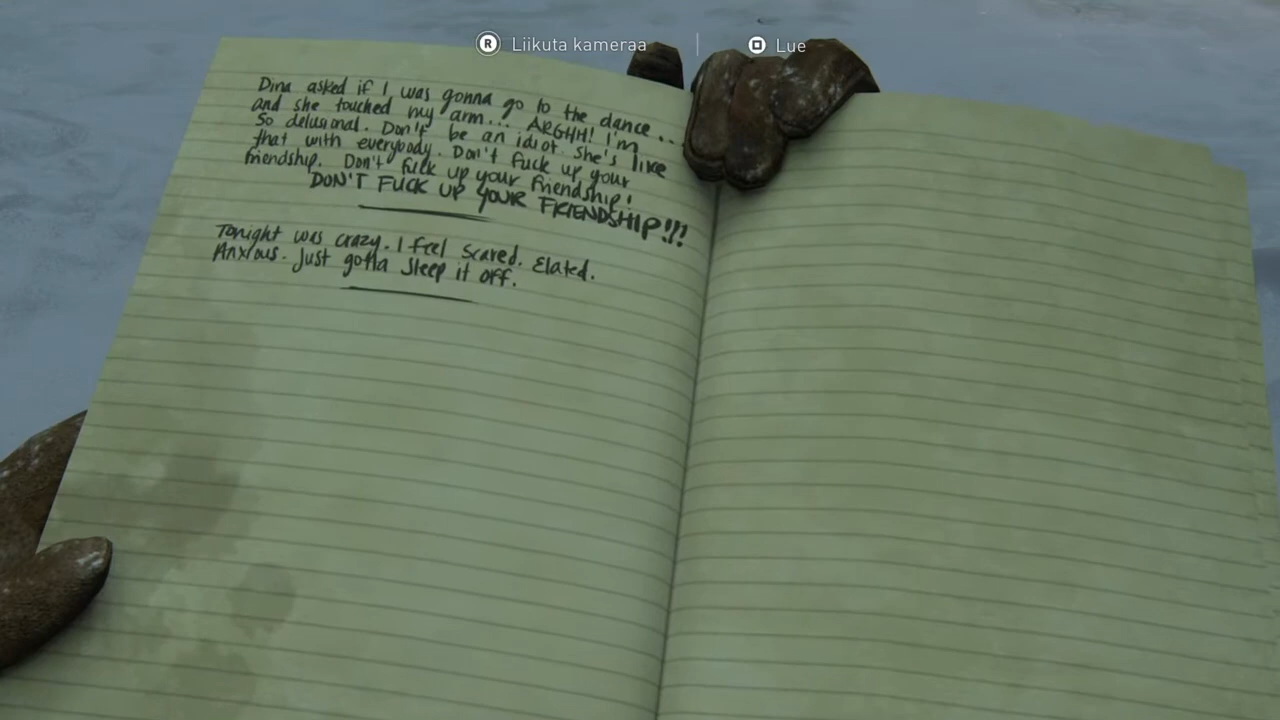 R Liikuta kameraa Lue
Dina asked if I was gonna go to the dance...
and she touched my arm... ARGHH! I'm
so delusional. Don't be an idiot. She's like
that with everybody. Don't fuck up your
friendship. Don't fuck up your friendship!
DON'T FUCK UP YOUR FRIENDSHIP!!!
Tonight was crazy. I feel scared. Elated.
Anxious. Just gotta sleep it off.